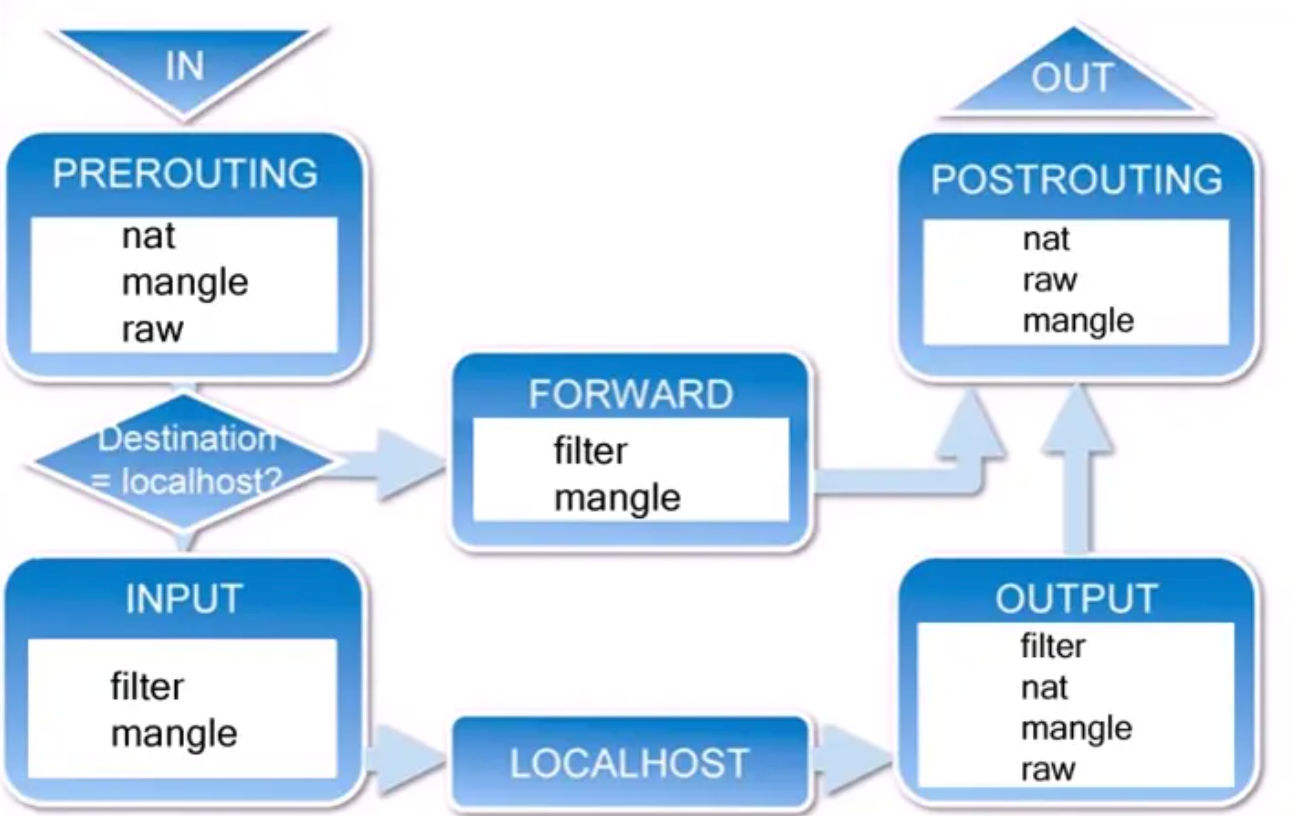 IN
PREROUTING
nat
mangle
raw
Destination
= localhost?
INPUT
filter
mangle
FORWARD
filter
mangle
LOCALHOST
OUT
POSTROUTING
nat
raw
mangle
OUTPUT
filter
nat
mangle
raw